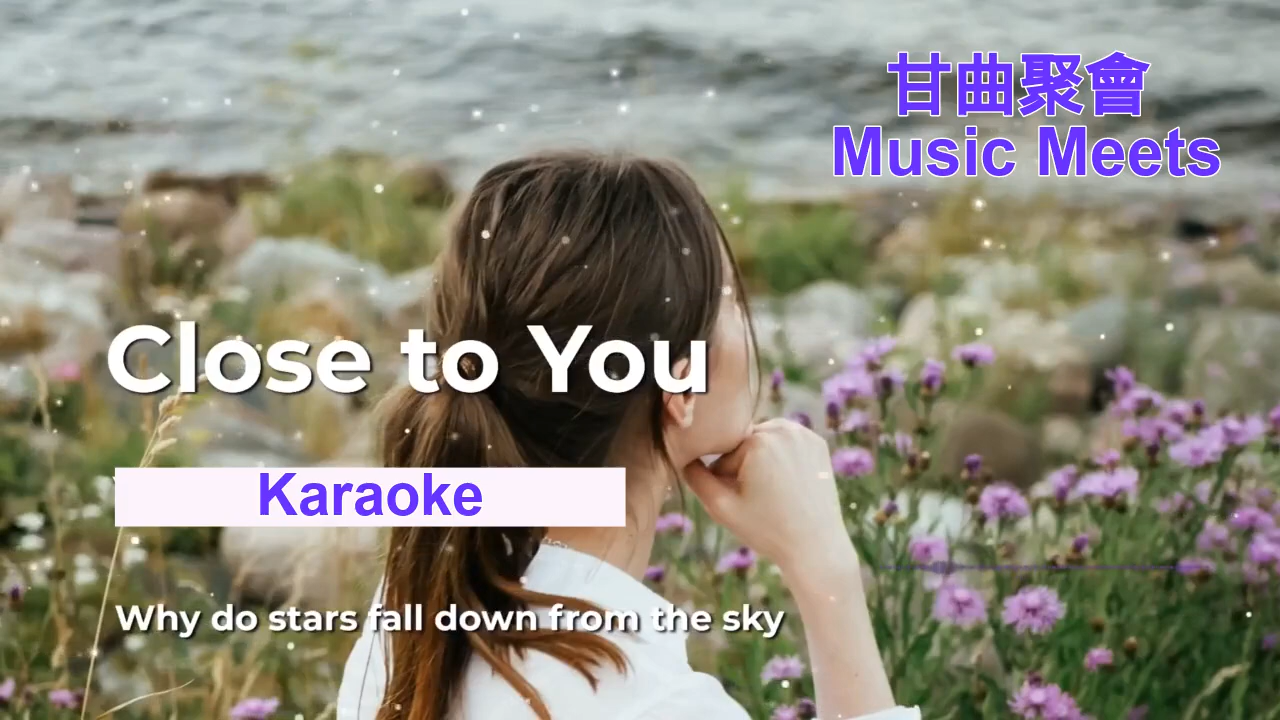 甘曲聚會
Music Meets
Close to You
Karaoke
Why do stars fall down from the sky